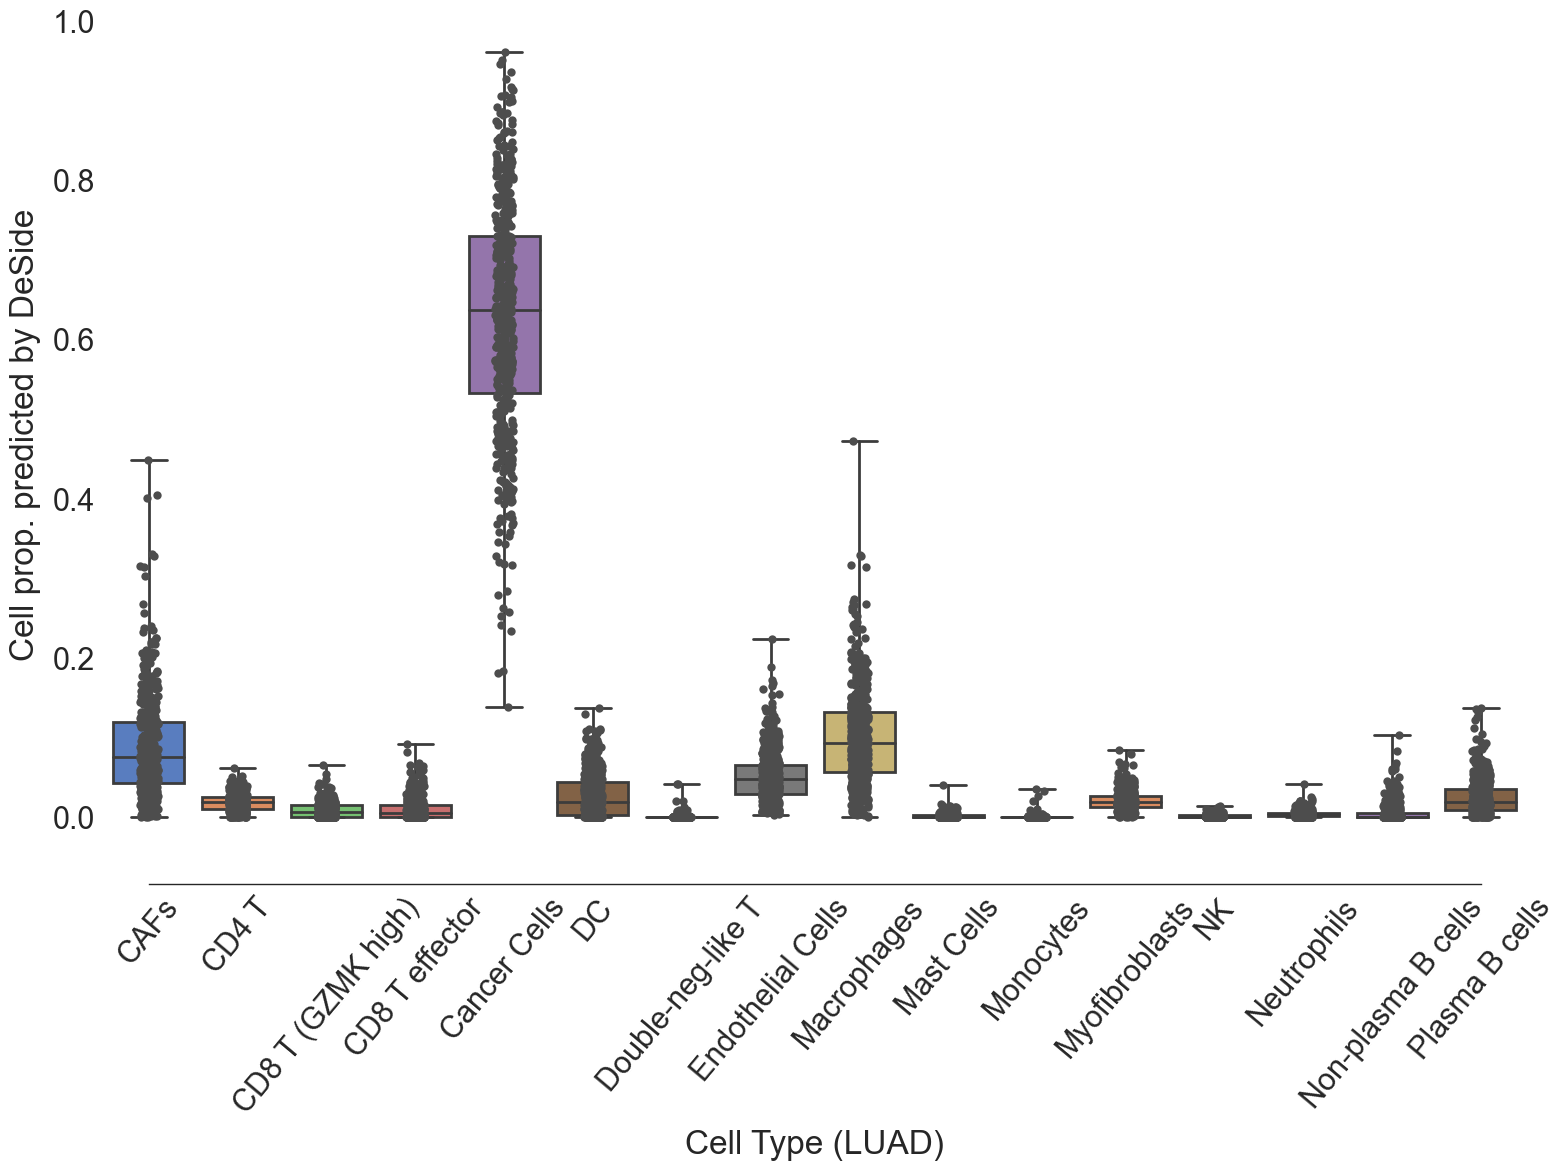 1.0
0.8
0.6
0.4
0.2
0.0
Cell prop. predicted by DeSide
CAFs
CD4 T
CD8 T (GZMK high)
CD8 T effector
Cancer Cells
DC
Double-neg-like T
Endothelial Cells
Macrophages
Mast Cells
Monocytes
Myofibroblasts
NK
Neutrophils
Non-plasma B cells
Plasma B cells
Cell Type (LUAD)